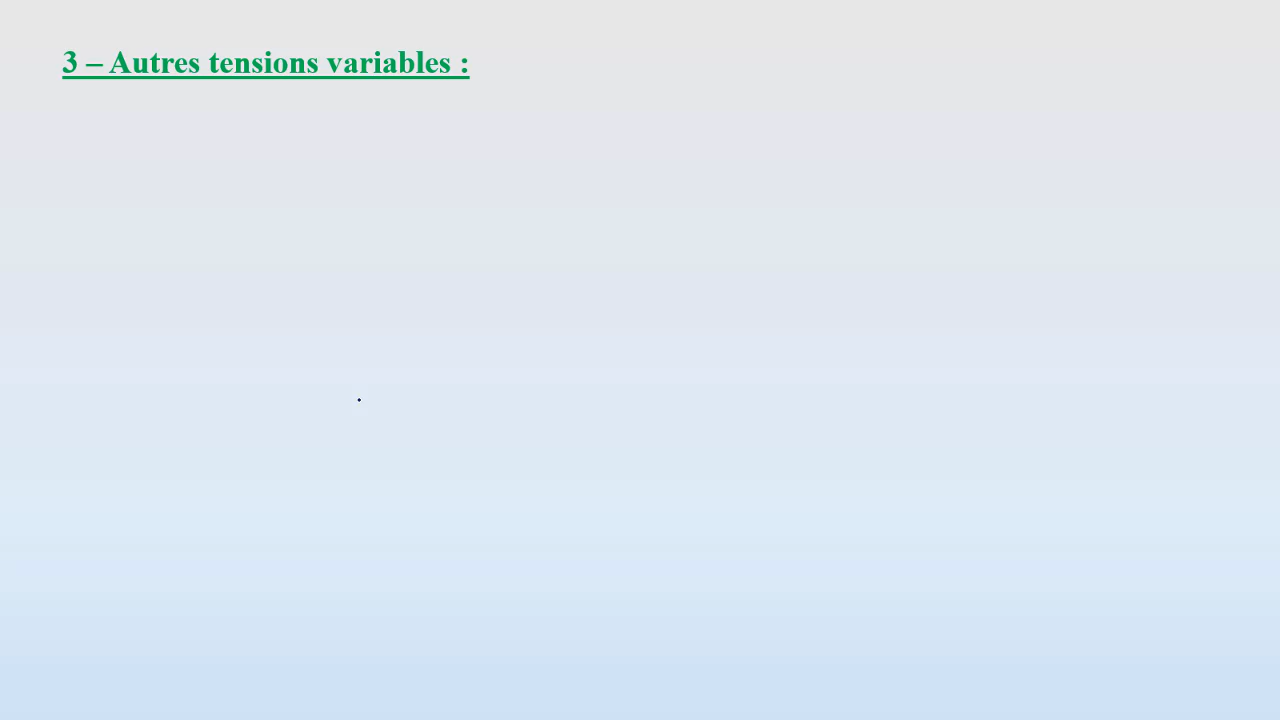 3 – Autres tensions variables :
.